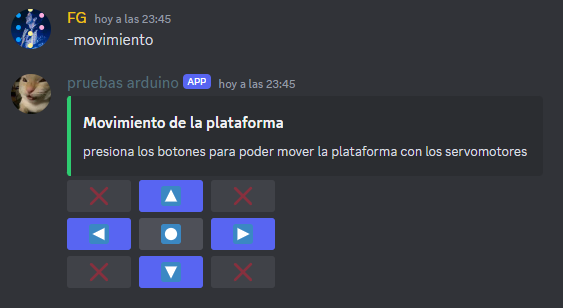 FG hoy a las 23:45
-movimiento
pruebas arduino APP hoy a las 23:45
Movimiento de la plataforma
presiona los botones para poder mover la plataforma con los servomotores